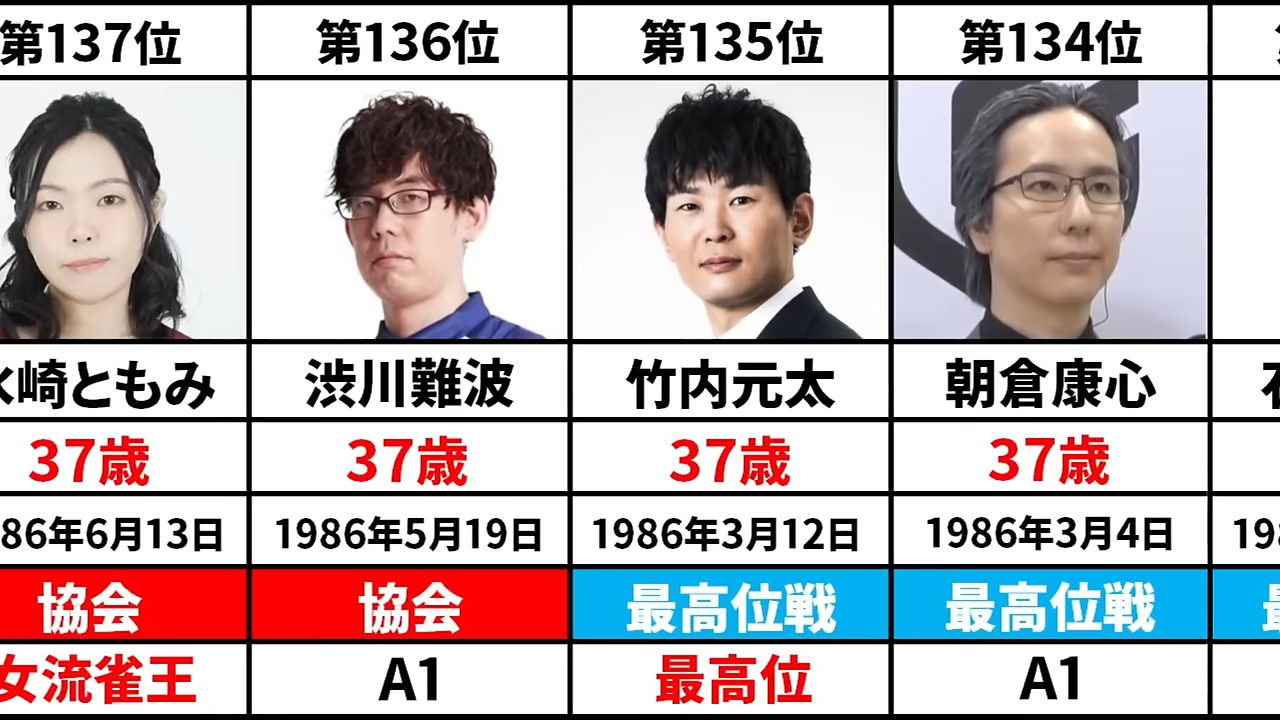 第137位 第136位 第135位 第134位
崎ともみ 渋川難波 竹内元太 朝倉康心
37歳 37歳 37歳 37歳
86年6月13日 1986年5月19日 1986年3月12日 1986年3月4日 198
協会 協会 最高位戦 最高位戦
女流雀王 A1 最高位 A1